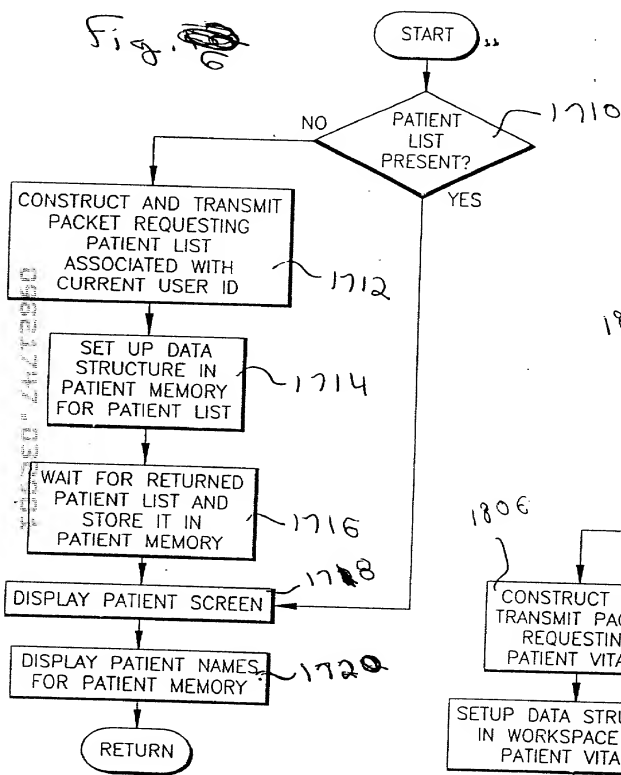 Fig. 6
START
PATIENT
LIST
PRESENT?
1710
NO
YES
CONSTRUCT AND TRANSMIT
PACKET REQUESTING
PATIENT LIST
ASSOCIATED WITH
CURRENT USER ID
1712
SET UP DATA
STRUCTURE IN
PATIENT MEMORY
FOR PATIENT LIST
1714
WAIT FOR RETURNED
PATIENT LIST AND
STORE IT IN
PATIENT MEMORY
1716
DISPLAY PATIENT SCREEN
1718
DISPLAY PATIENT NAMES
FOR PATIENT MEMORY
1720
RETURN
18
1806
CONSTRUCT
TRANSMIT PAC
REQUESTIN
PATIENT VITA
SETUP DATA STRU
IN WORKSPACE
PATIENT VITA